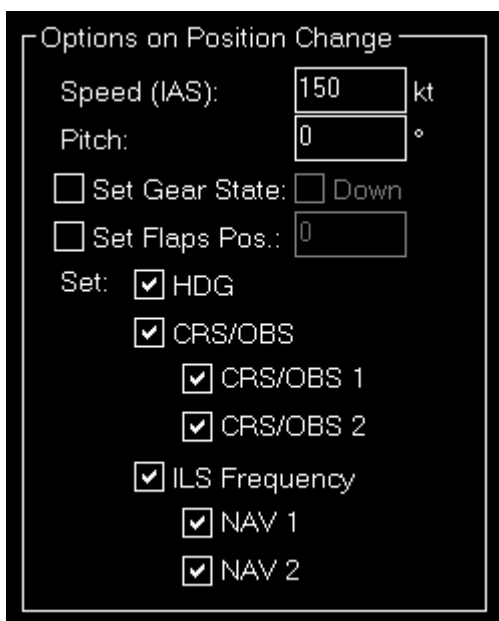 Options on Position Change
Speed (IAS): 150 kt
Pitch: 0 °
Set Gear State: Down
Set Flaps Pos.: 0
Set: HDG
CRS/OBS
CRS/OBS 1
CRS/OBS 2
ILS Frequency
NAV 1
NAV 2